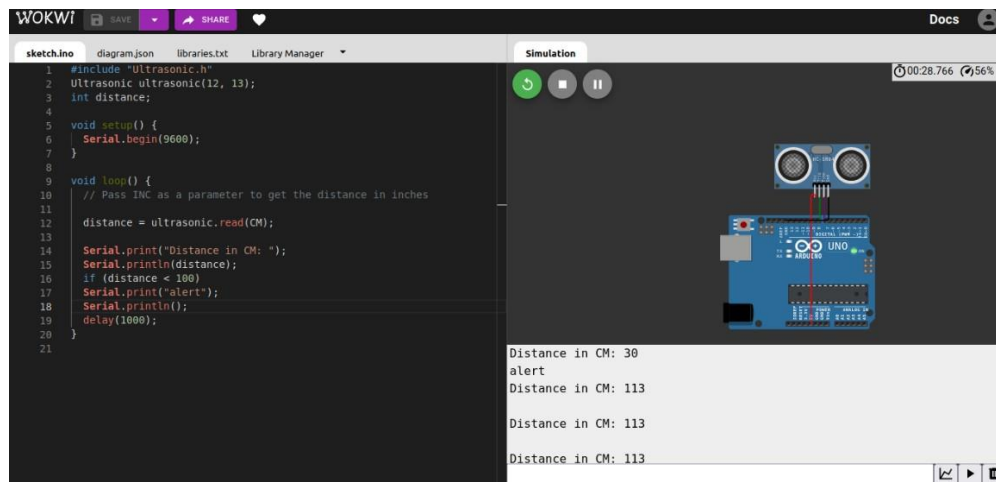 WOKWi SAVE SHARE Docs
sketch.ino diagram.json libraries.txt Library Manager
1 #include "Ultrasonic.h"
2 Ultrasonic ultrasonic(12, 13);
3 int distance;
4
5 void setup() {
6 Serial.begin(9600);
7 }
8
9 void loop() {
10 // Pass INC as a parameter to get the distance in inches
11
12 distance = ultrasonic.read(CM);
13
14 Serial.print("Distance in CM: ");
15 Serial.println(distance);
16 if (distance < 100)
17 Serial.print("alert");
18 Serial.println();
19 delay(1000);
20 }
21
Simulation
00:28.766 56%
UNO
ARDUINO
Distance in CM: 30
alert
Distance in CM: 113
Distance in CM: 113
Distance in CM: 113